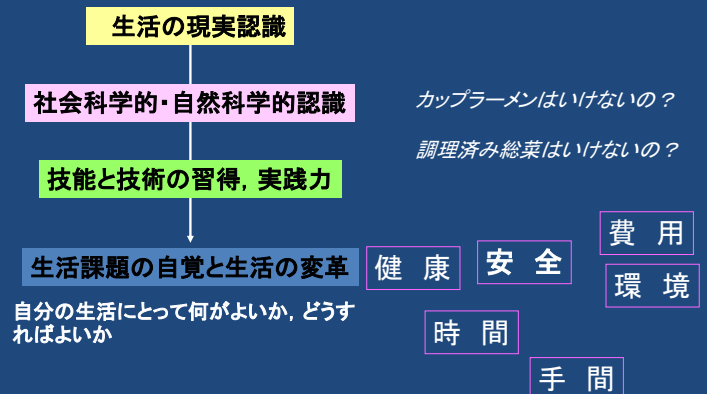 生活の現実認識
社会科学的・自然科学的認識
カップラーメンはいけないの？
調理済み総菜はいけないの？
技能と技術の習得，実践力
生活課題の自覚と生活の変革
自分の生活にとって何がよいか，どうす
ればよいか
健 康
安 全
費 用
環 境
時 間
手 間